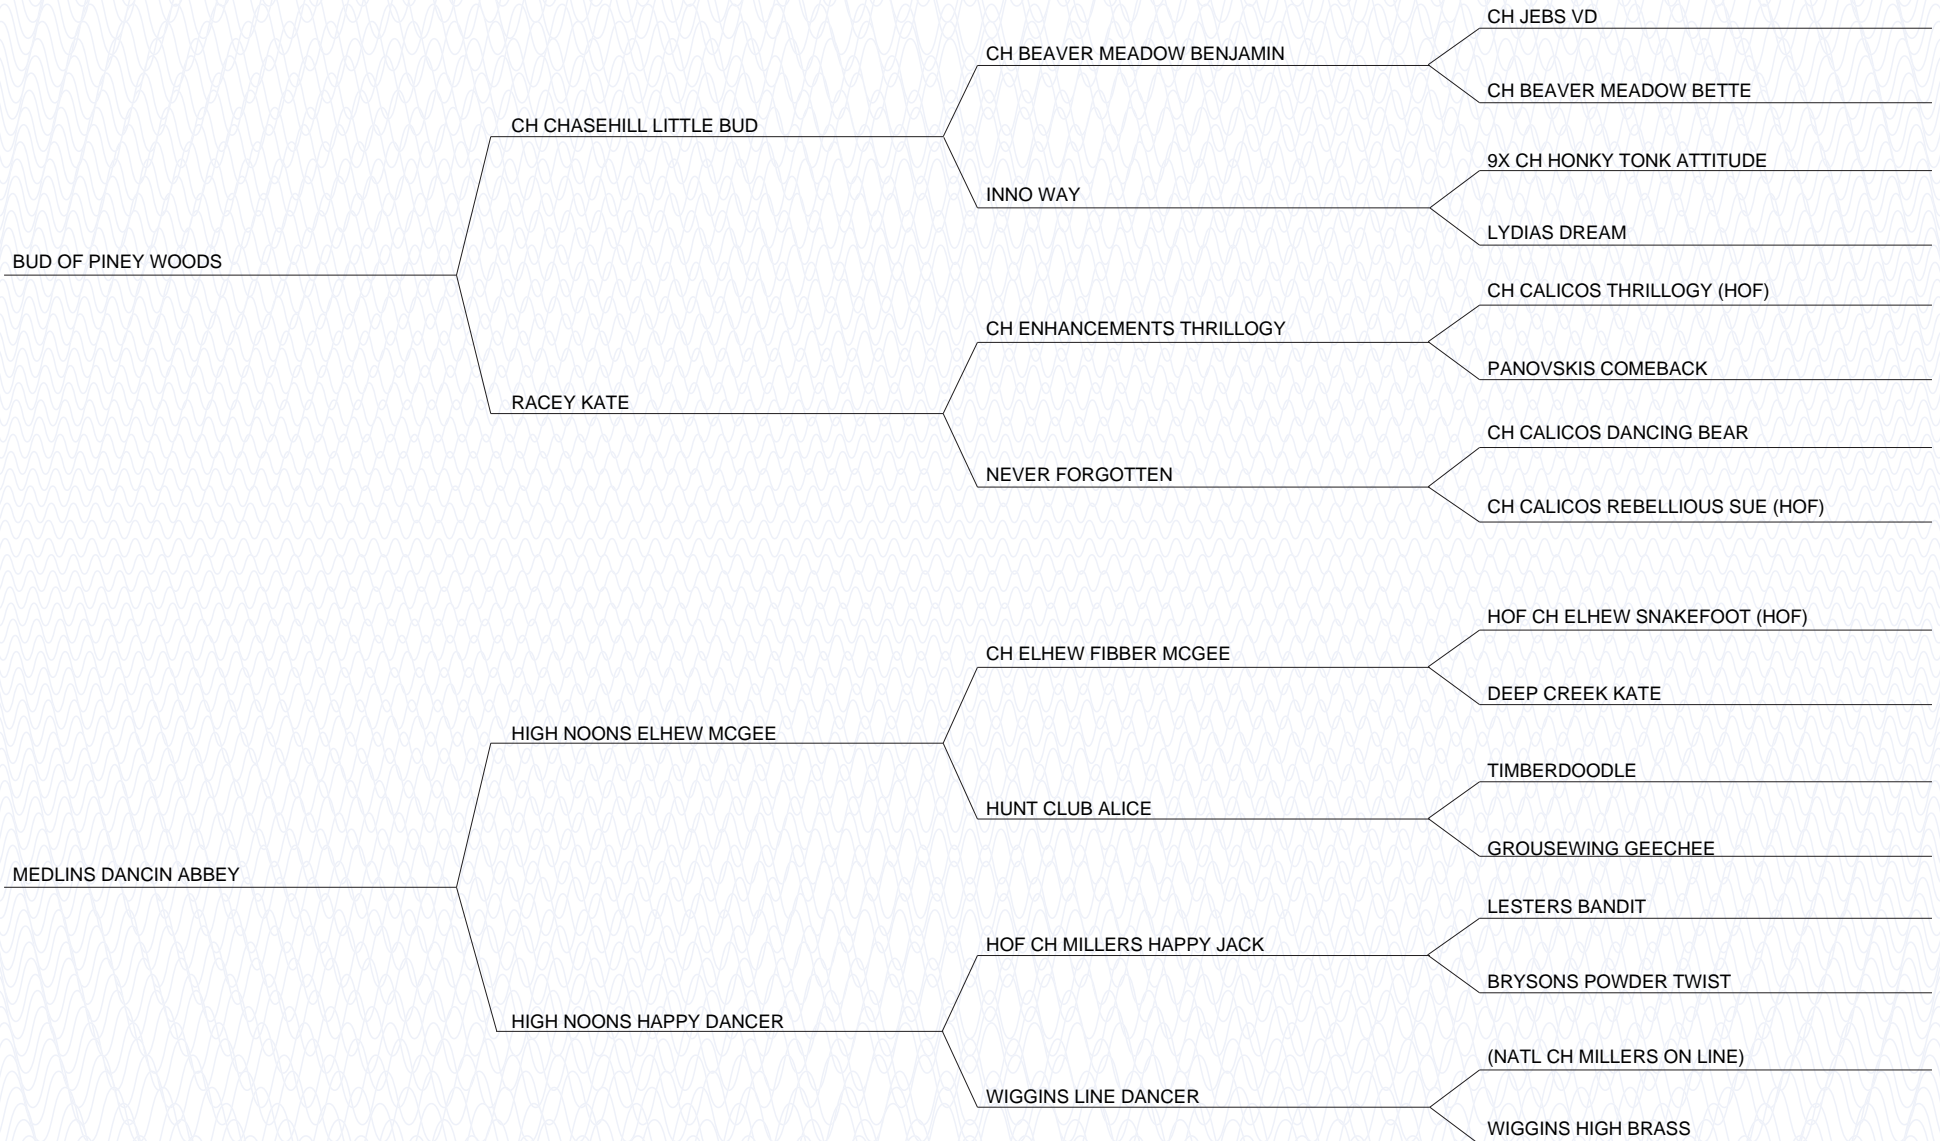 CH JEBS VD
CH BEAVER MEADOW BENJAMIN
CH BEAVER MEADOW BETTE
CH CHASEHILL LITTLE BUD
9X CH HONKY TONK ATTITUDE
INNO WAY
LYDIAS DREAM
BUD OF PINEY WOODS
CH CALICOS THRILLOGY (HOF)
CH ENHANCEMENTS THRILLOGY
PANOVSKIS COMEBACK
RACEY KATE
CH CALICOS DANCING BEAR
NEVER FORGOTTEN
CH CALICOS REBELLIOUS SUE (HOF)
HOF CH ELHEW SNAKEFOOT (HOF)
CH ELHEW FIBBER MCGEE
DEEP CREEK KATE
HIGH NOONS ELHEW MCGEE
TIMBERDOODLE
HUNT CLUB ALICE
GROUSEWING GEECHEE
MEDLINS DANCIN ABBEY
LESTERS BANDIT
HOF CH MILLERS HAPPY JACK
BRYSONS POWDER TWIST
HIGH NOONS HAPPY DANCER
(NATL CH MILLERS ON LINE)
WIGGINS LINE DANCER
WIGGINS HIGH BRASS